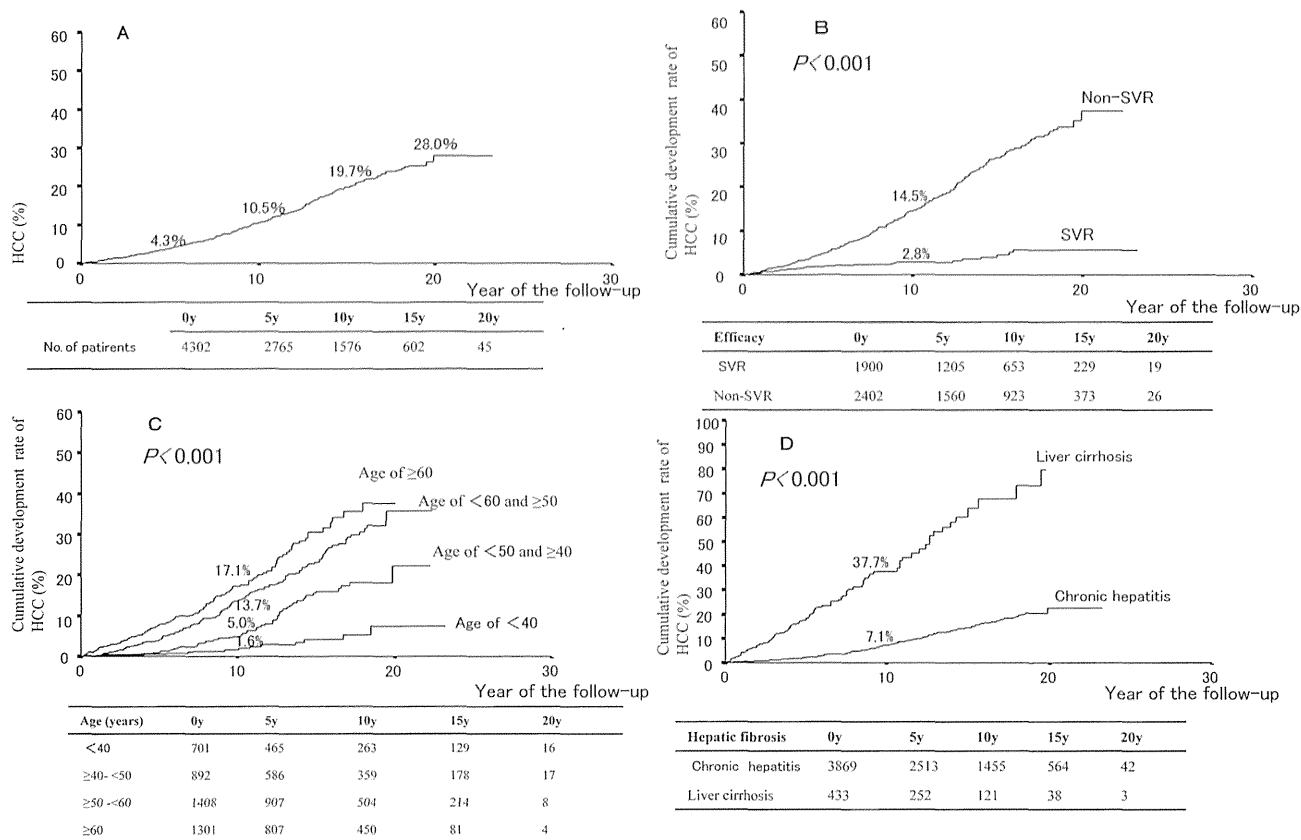 A
60
50
40
30
20
10
0
HCC (%)
4.3%
10.5%
19.7%
28.0%
10
20
30
Year of the follow-up
0y 5y 10y 15y 20y
No. of patirents 4302 2765 1576 602 45
B
P<0.001
60
50
40
30
20
10
0
Cumulative development rate of
HCC (%)
Non-SVR
14.5%
SVR
2.8%
10
20
30
Year of the follow-up
Efficacy 0y 5y 10y 15y 20y
SVR 1900 1205 653 229 19
Non-SVR 2402 1560 923 373 26
C
P<0.001
60
50
40
30
20
10
0
Cumulative development rate of
HCC (%)
Age of ≥60
Age of <60 and ≥50
Age of <50 and ≥40
Age of <40
17.1%
13.7%
5.0%
1.6%
10
20
30
Year of the follow-up
Age (years) 0y 5y 10y 15y 20y
<40 701 465 263 129 16
≥40- <50 892 586 359 178 17
≥50 -<60 1408 907 504 214 8
≥60 1301 807 450 81 4
D
P<0.001
100
90
80
70
60
50
40
30
20
10
0
Cumulative development rate of
HCC (%)
Liver cirrhosis
37.7%
Chronic hepatitis
7.1%
10
20
30
Year of the follow-up
Hepatic fibrosis 0y 5y 10y 15y 20y
Chronic hepatitis 3869 2513 1455 564 42
Liver cirrhosis 433 252 121 38 3